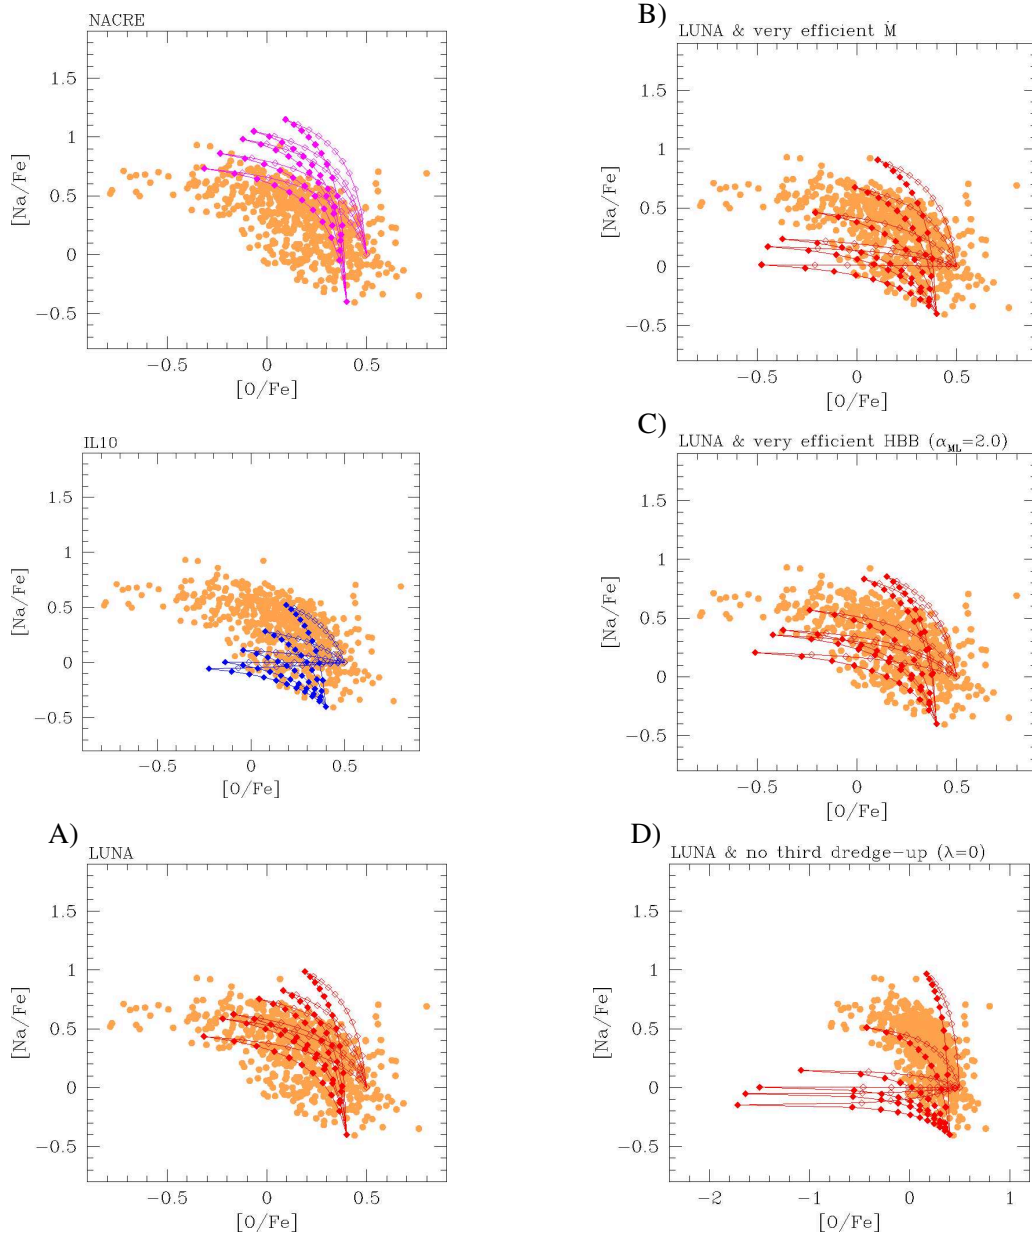 NACRE
1.5
1
0.5
0
−0.5
[Na/Fe]
−0.5 0 0.5
[O/Fe]
B)
LUNA & very efficient Ṁ
1.5
1
0.5
0
−0.5
[Na/Fe]
−0.5 0 0.5
[O/Fe]
IL10
1.5
1
0.5
0
−0.5
[Na/Fe]
−0.5 0 0.5
[O/Fe]
C)
LUNA & very efficient HBB (α_ML=2.0)
1.5
1
0.5
0
−0.5
[Na/Fe]
−0.5 0 0.5
[O/Fe]
A)
LUNA
1.5
1
0.5
0
−0.5
[Na/Fe]
−0.5 0 0.5
[O/Fe]
D)
LUNA & no third dredge−up (λ=0)
1.5
1
0.5
0
−0.5
[Na/Fe]
−2 −1 0 1
[O/Fe]